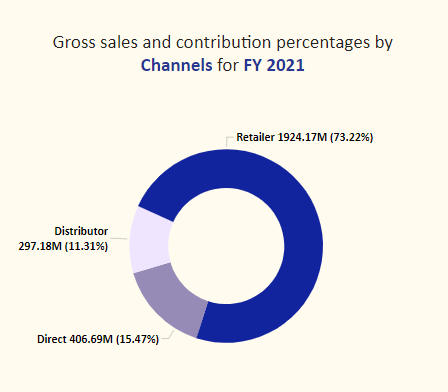 Gross sales and contribution percentages by
Channels for FY 2021
Retailer 1924.17M (73.22%)
Distributor
297.18M (11.31%)
Direct 406.69M (15.47%)